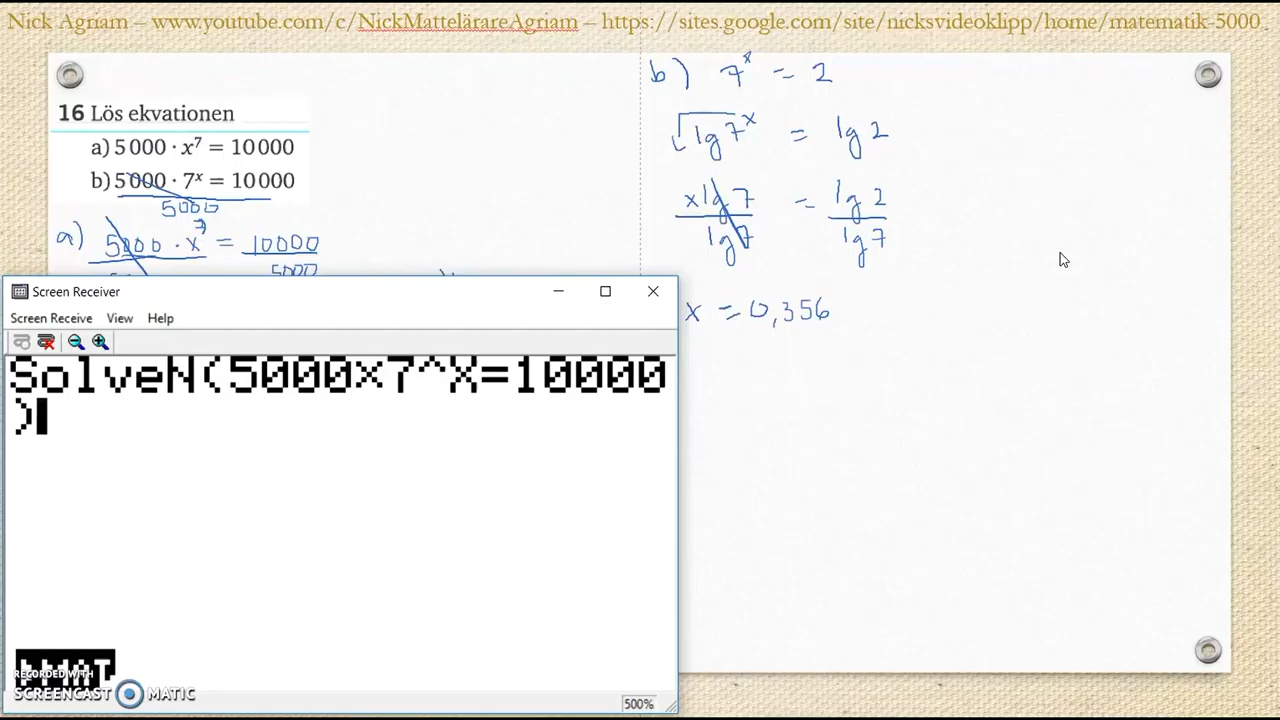 Nick Agriam – www.youtube.com/c/NickMattelärareAgriam – https://sites.google.com/site/nicksvideoklipp/home/matematik-5000
16 Lös ekvationen
a) 5 000 · x⁷ = 10 000
b) 5 000 · 7ˣ = 10 000
5000
a) 5000 · x⁷ = 10000
5000
b) 7ˣ = 2
lg 7ˣ = lg 2
x lg 7 = lg 2
lg 7 lg 7
x ≈ 0,356
Screen Receiver
Screen Receive View Help
SolveN(5000×7^X=10000
)
▶MAT
RECORDED WITH
SCREENCAST MATIC
500%